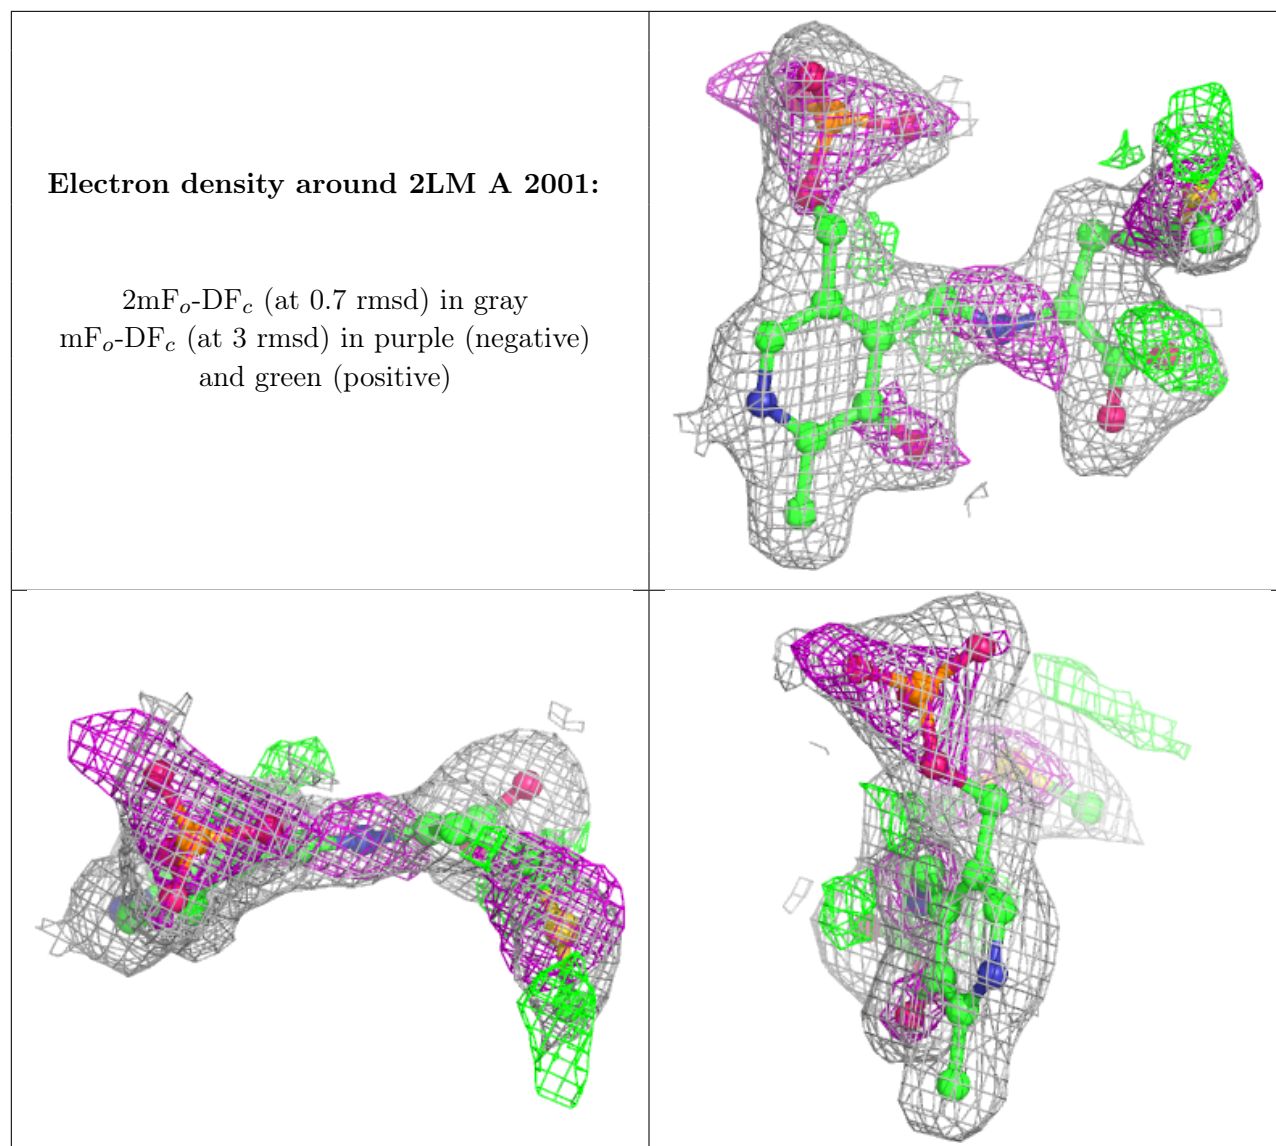 Electron density around 2LM A 2001:
2mFo-DFc (at 0.7 rmsd) in gray
mFo-DFc (at 3 rmsd) in purple (negative)
and green (positive)